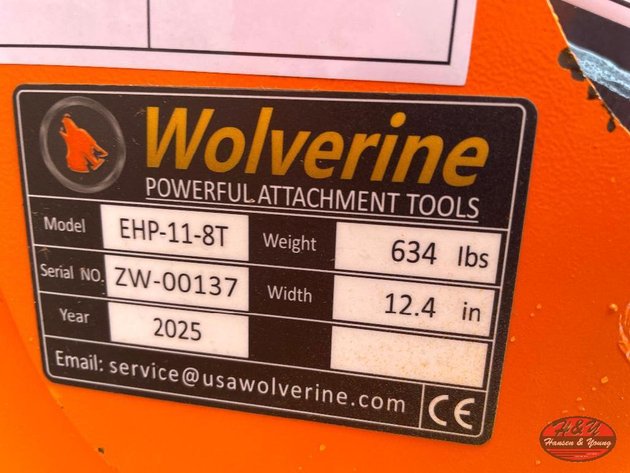 Wolverine
POWERFUL ATTACHMENT TOOLS
Model EHP-11-8T Weight 634 lbs
Serial NO. ZW-00137 Width 12.4 in
Year 2025
Email: service@usawolverine.com CE
H&Y
Hansen & Young